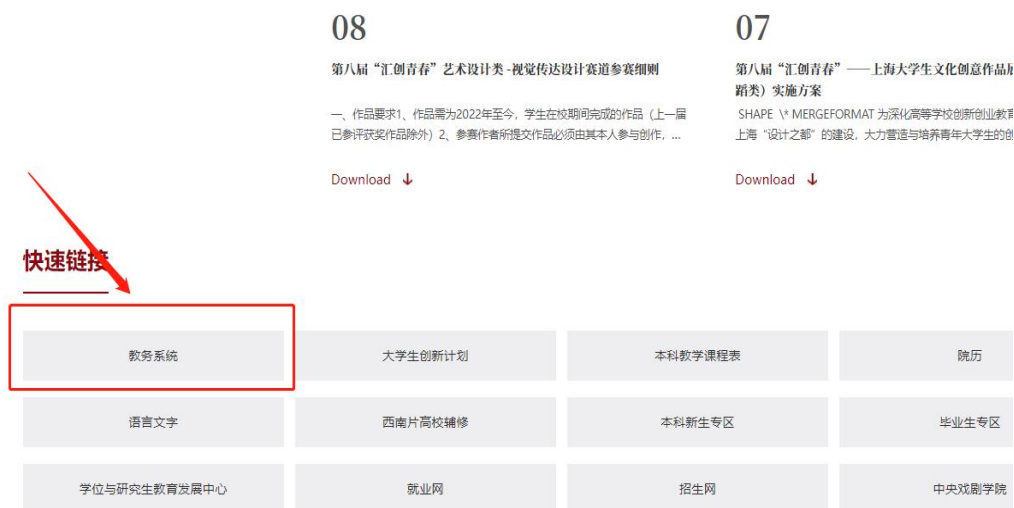 08
07
第八届“汇创青春”艺术设计类-视觉传达设计赛道参赛细则
第八届“汇创青春”——上海大学生文化创意作品展
蹈类）实施方案
一、作品要求1、作品需为2022年至今，学生在校期间完成的作品（上一届
已参评获奖作品除外）2、参赛作者所提交作品必须由其本人参与创作，...
SHAPE \* MERGEFORMAT 为深化高等学校创新创业教育
上海“设计之都”的建设，大力营造与培养青年大学生的创
Download
Download
快速链接
教务系统
大学生创新计划
本科教学课程表
院历
语言文字
西南片高校辅修
本科新生专区
毕业生专区
学位与研究生教育发展中心
就业网
招生网
中央戏剧学院